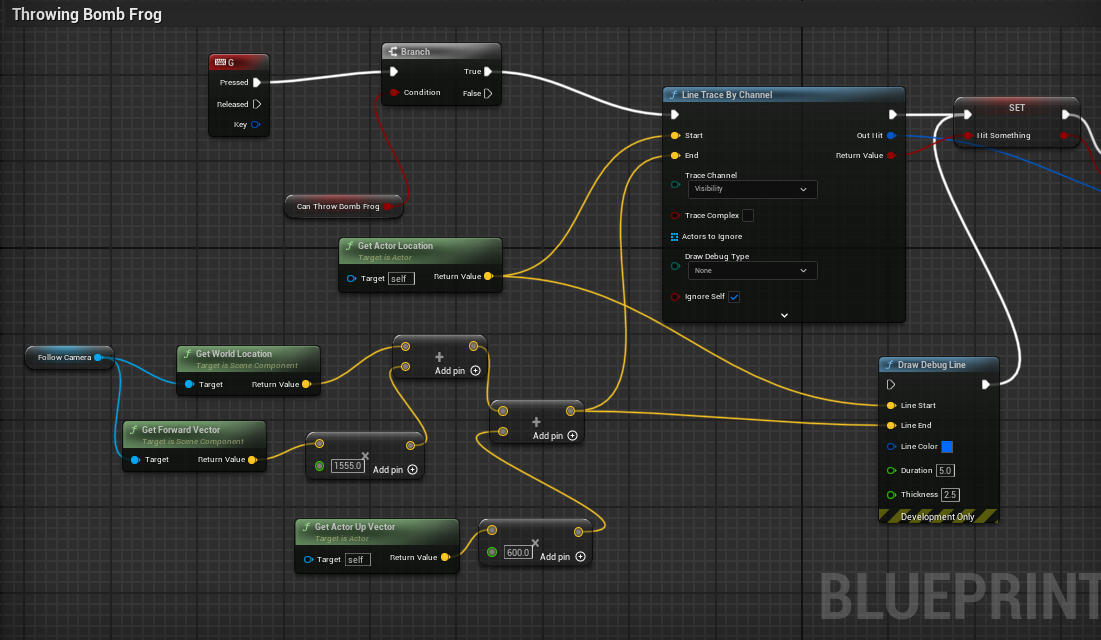 Throwing Bomb Frog
G
Pressed
Released
Key
Branch
True
Condition
False
Can Throw Bomb Frog
Line Trace By Channel
Start
Out Hit
End
Return Value
Trace Channel
Visibility
Trace Complex
Actors to Ignore
Draw Debug Type
None
Ignore Self
SET
Hit Something
Get Actor Location
Target is Actor
Target self
Return Value
Follow Camera
Get World Location
Target is Scene Component
Target
Return Value
Add pin
Get Forward Vector
Target is Scene Component
Target
Return Value
1555.0
Add pin
Add pin
Get Actor Up Vector
Target is Actor
Target self
Return Value
600.0
Add pin
Draw Debug Line
Line Start
Line End
Line Color
Duration 5.0
Thickness 2.5
Development Only
BLUEPRINT